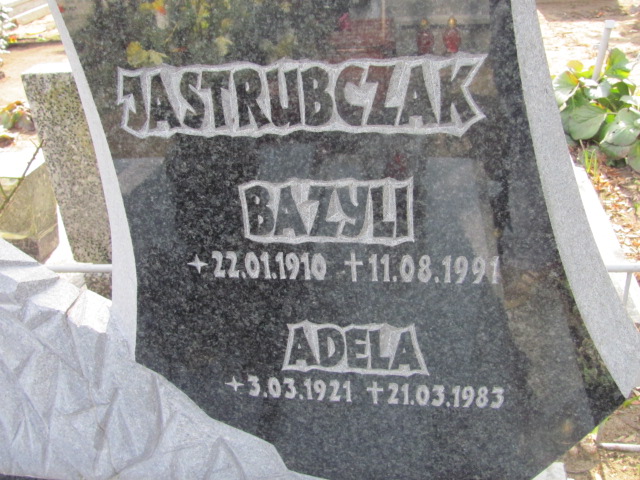 JASTRUBCZAK
BAZYLI
+22.01.1910 †11.08.1991
ADELA
+3.03.1921 †21.03.1983